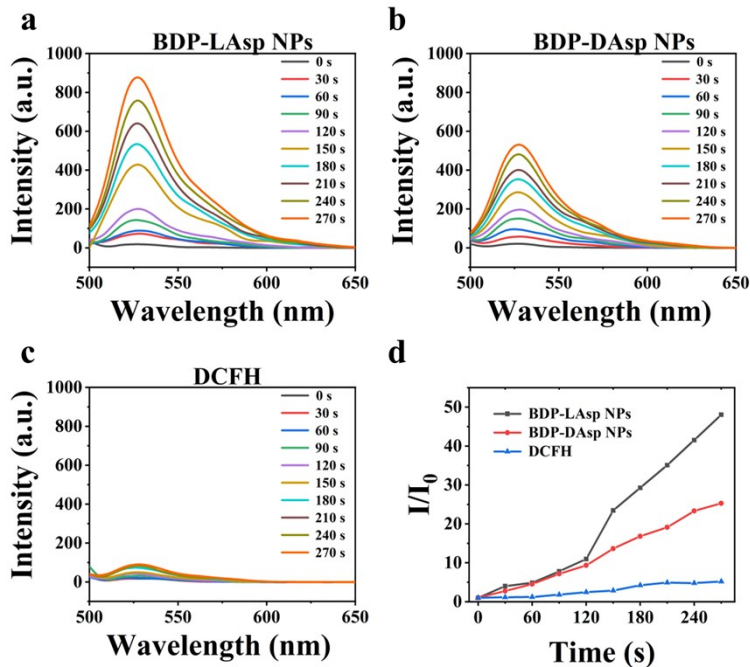 a
BDP-LAsp NPs
Intensity (a.u.)
1000
800
600
400
200
0
0 s
30 s
60 s
90 s
120 s
150 s
180 s
210 s
240 s
270 s
500 550 600 650
Wavelength (nm)
b
BDP-DAsp NPs
Intensity (a.u.)
1000
800
600
400
200
0
0 s
30 s
60 s
90 s
120 s
150 s
180 s
210 s
240 s
270 s
500 550 600 650
Wavelength (nm)
c
DCFH
Intensity (a.u.)
1000
800
600
400
200
0
0 s
30 s
60 s
90 s
120 s
150 s
180 s
210 s
240 s
270 s
500 550 600 650
Wavelength (nm)
d
I/I0
50
40
30
20
10
0
BDP-LAsp NPs
BDP-DAsp NPs
DCFH
0 60 120 180 240
Time (s)